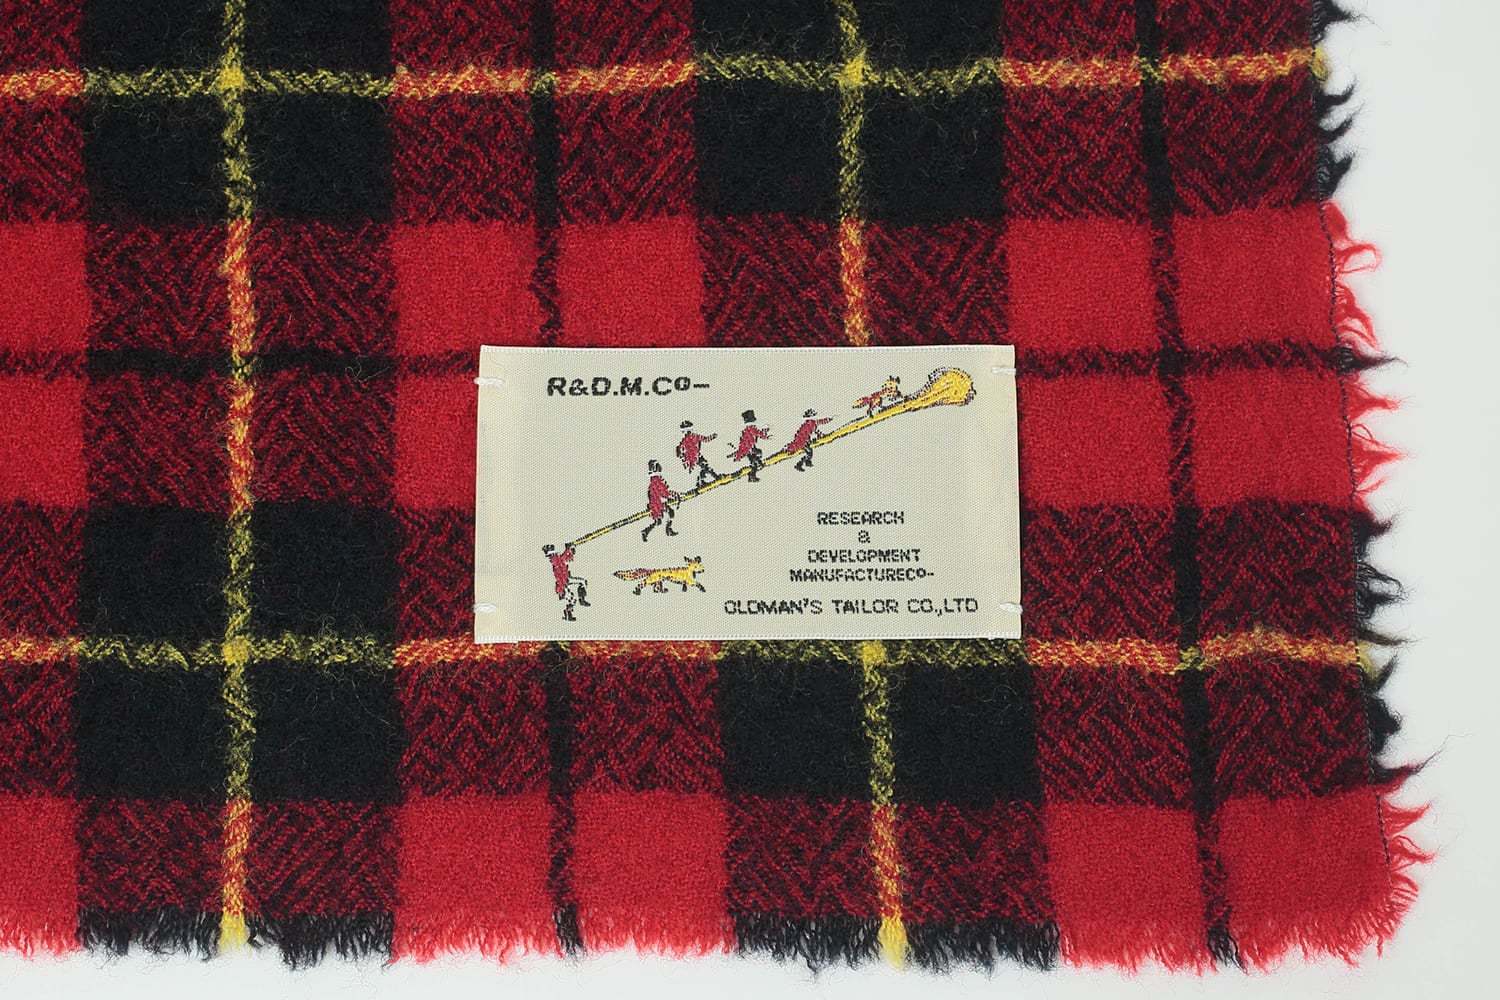 R&D.M.Co-
RESEARCH
&
DEVELOPMENT
MANUFACTURECO-
OLDMAN'S TAILOR CO.,LTD